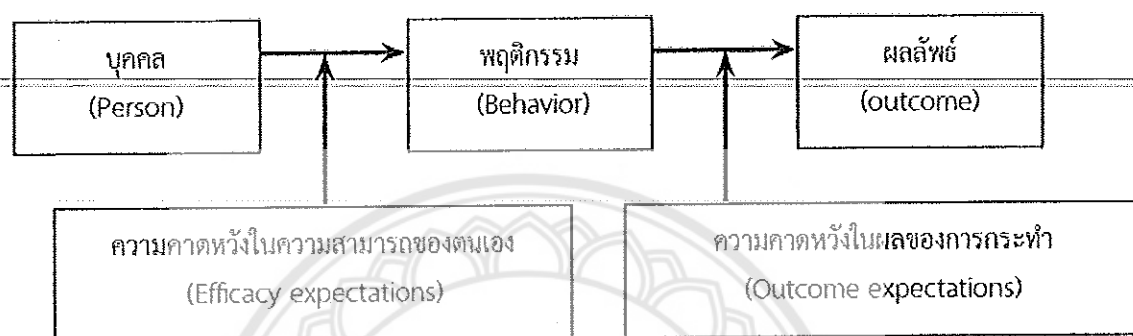 บุคคล
(Person)
พฤติกรรม
(Behavior)
ผลลัพธ์
(outcome)
ความคาดหวังในความสามารถของตนเอง
(Efficacy expectations)
ความคาดหวังในผลของการกระทำ
(Outcome expectations)